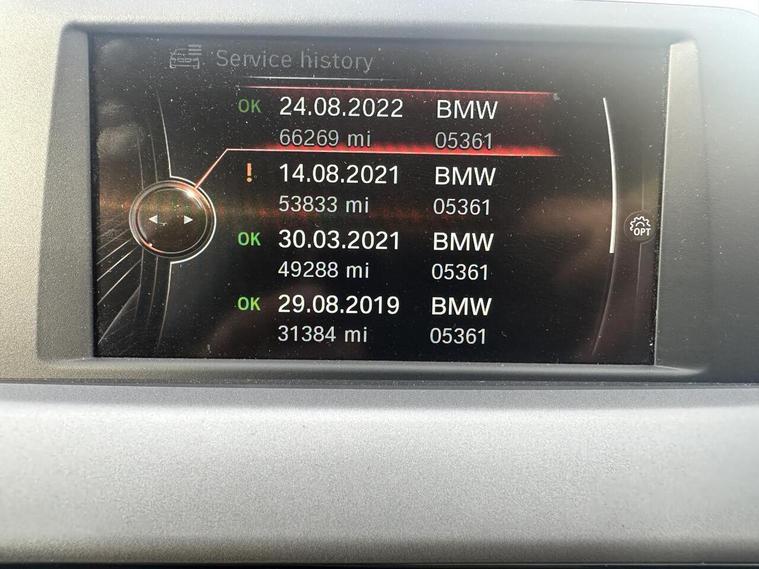 Service history
OK 24.08.2022 BMW
66269 mi 05361
! 14.08.2021 BMW
53833 mi 05361
OK 30.03.2021 BMW
49288 mi 05361
OK 29.08.2019 BMW
31384 mi 05361
OPT